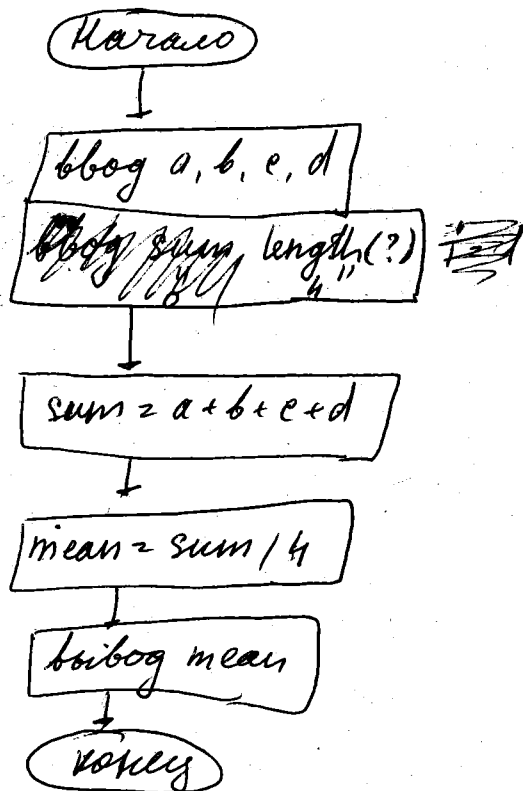 Начало
ввод a, b, c, d
length(?)
"4"
sum = a + b + c + d
mean = sum / 4
вывод mean
конец